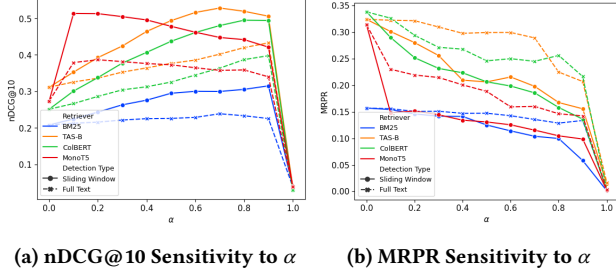 nDCG@10
0.5
0.4
0.3
0.2
0.1
Retriever
BM25
TAS-B
ColBERT
MonoT5
Detection Type
Sliding Window
Full Text
0.0 0.2 0.4 0.6 0.8 1.0
α
(a) nDCG@10 Sensitivity to α
MRPR
0.35
0.30
0.25
0.20
0.15
0.10
0.05
0.00
Retriever
BM25
TAS-B
ColBERT
MonoT5
Detection Type
Sliding Window
Full Text
0.0 0.2 0.4 0.6 0.8 1.0
α
(b) MRPR Sensitivity to α